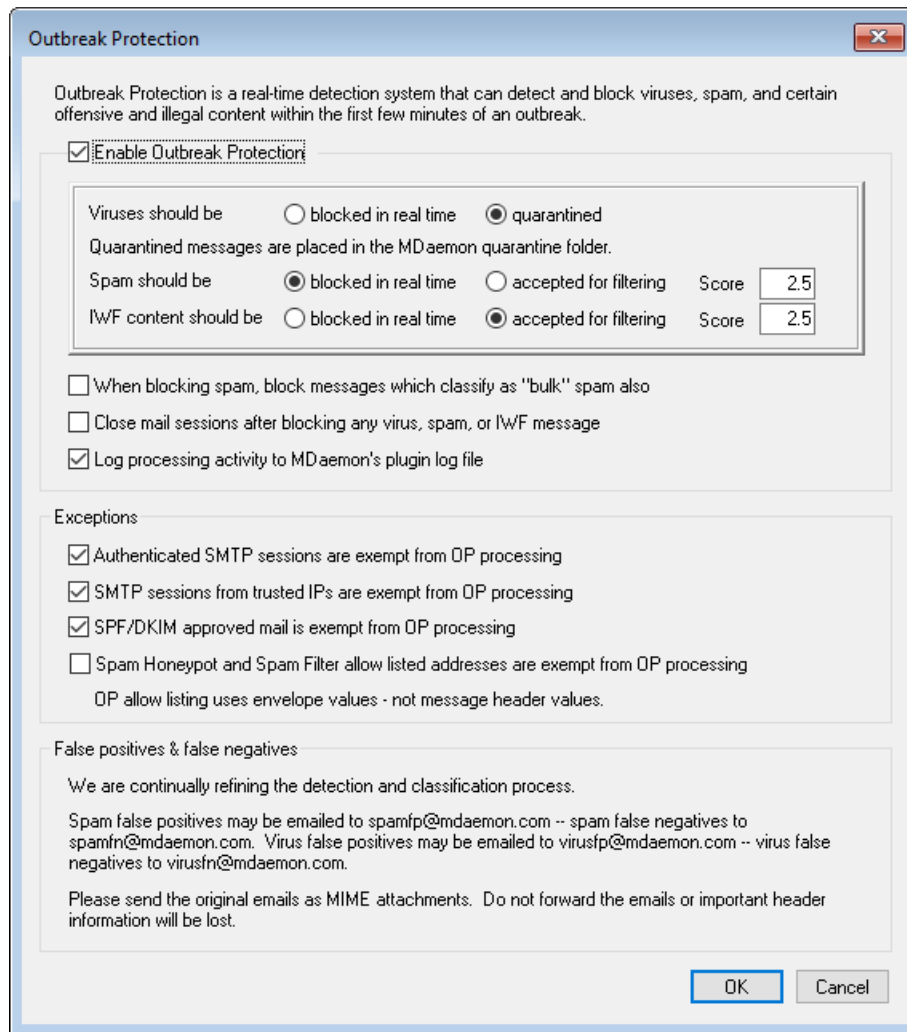 Outbreak Protection
Outbreak Protection is a real-time detection system that can detect and block viruses, spam, and certain
offensive and illegal content within the first few minutes of an outbreak.
Enable Outbreak Protection
Viruses should be blocked in real time quarantined
Quarantined messages are placed in the MDaemon quarantine folder.
Spam should be blocked in real time accepted for filtering Score 2.5
IWF content should be blocked in real time accepted for filtering Score 2.5
When blocking spam, block messages which classify as "bulk" spam also
Close mail sessions after blocking any virus, spam, or IWF message
Log processing activity to MDaemon's plugin log file
Exceptions
Authenticated SMTP sessions are exempt from OP processing
SMTP sessions from trusted IPs are exempt from OP processing
SPF/DKIM approved mail is exempt from OP processing
Spam Honeypot and Spam Filter allow listed addresses are exempt from OP processing
OP allow listing uses envelope values - not message header values.
False positives & false negatives
We are continually refining the detection and classification process.
Spam false positives may be emailed to spamfp@mdaemon.com -- spam false negatives to
spamfn@mdaemon.com. Virus false positives may be emailed to virusfp@mdaemon.com -- virus false
negatives to virusfn@mdaemon.com.
Please send the original emails as MIME attachments. Do not forward the emails or important header
information will be lost.
OK Cancel